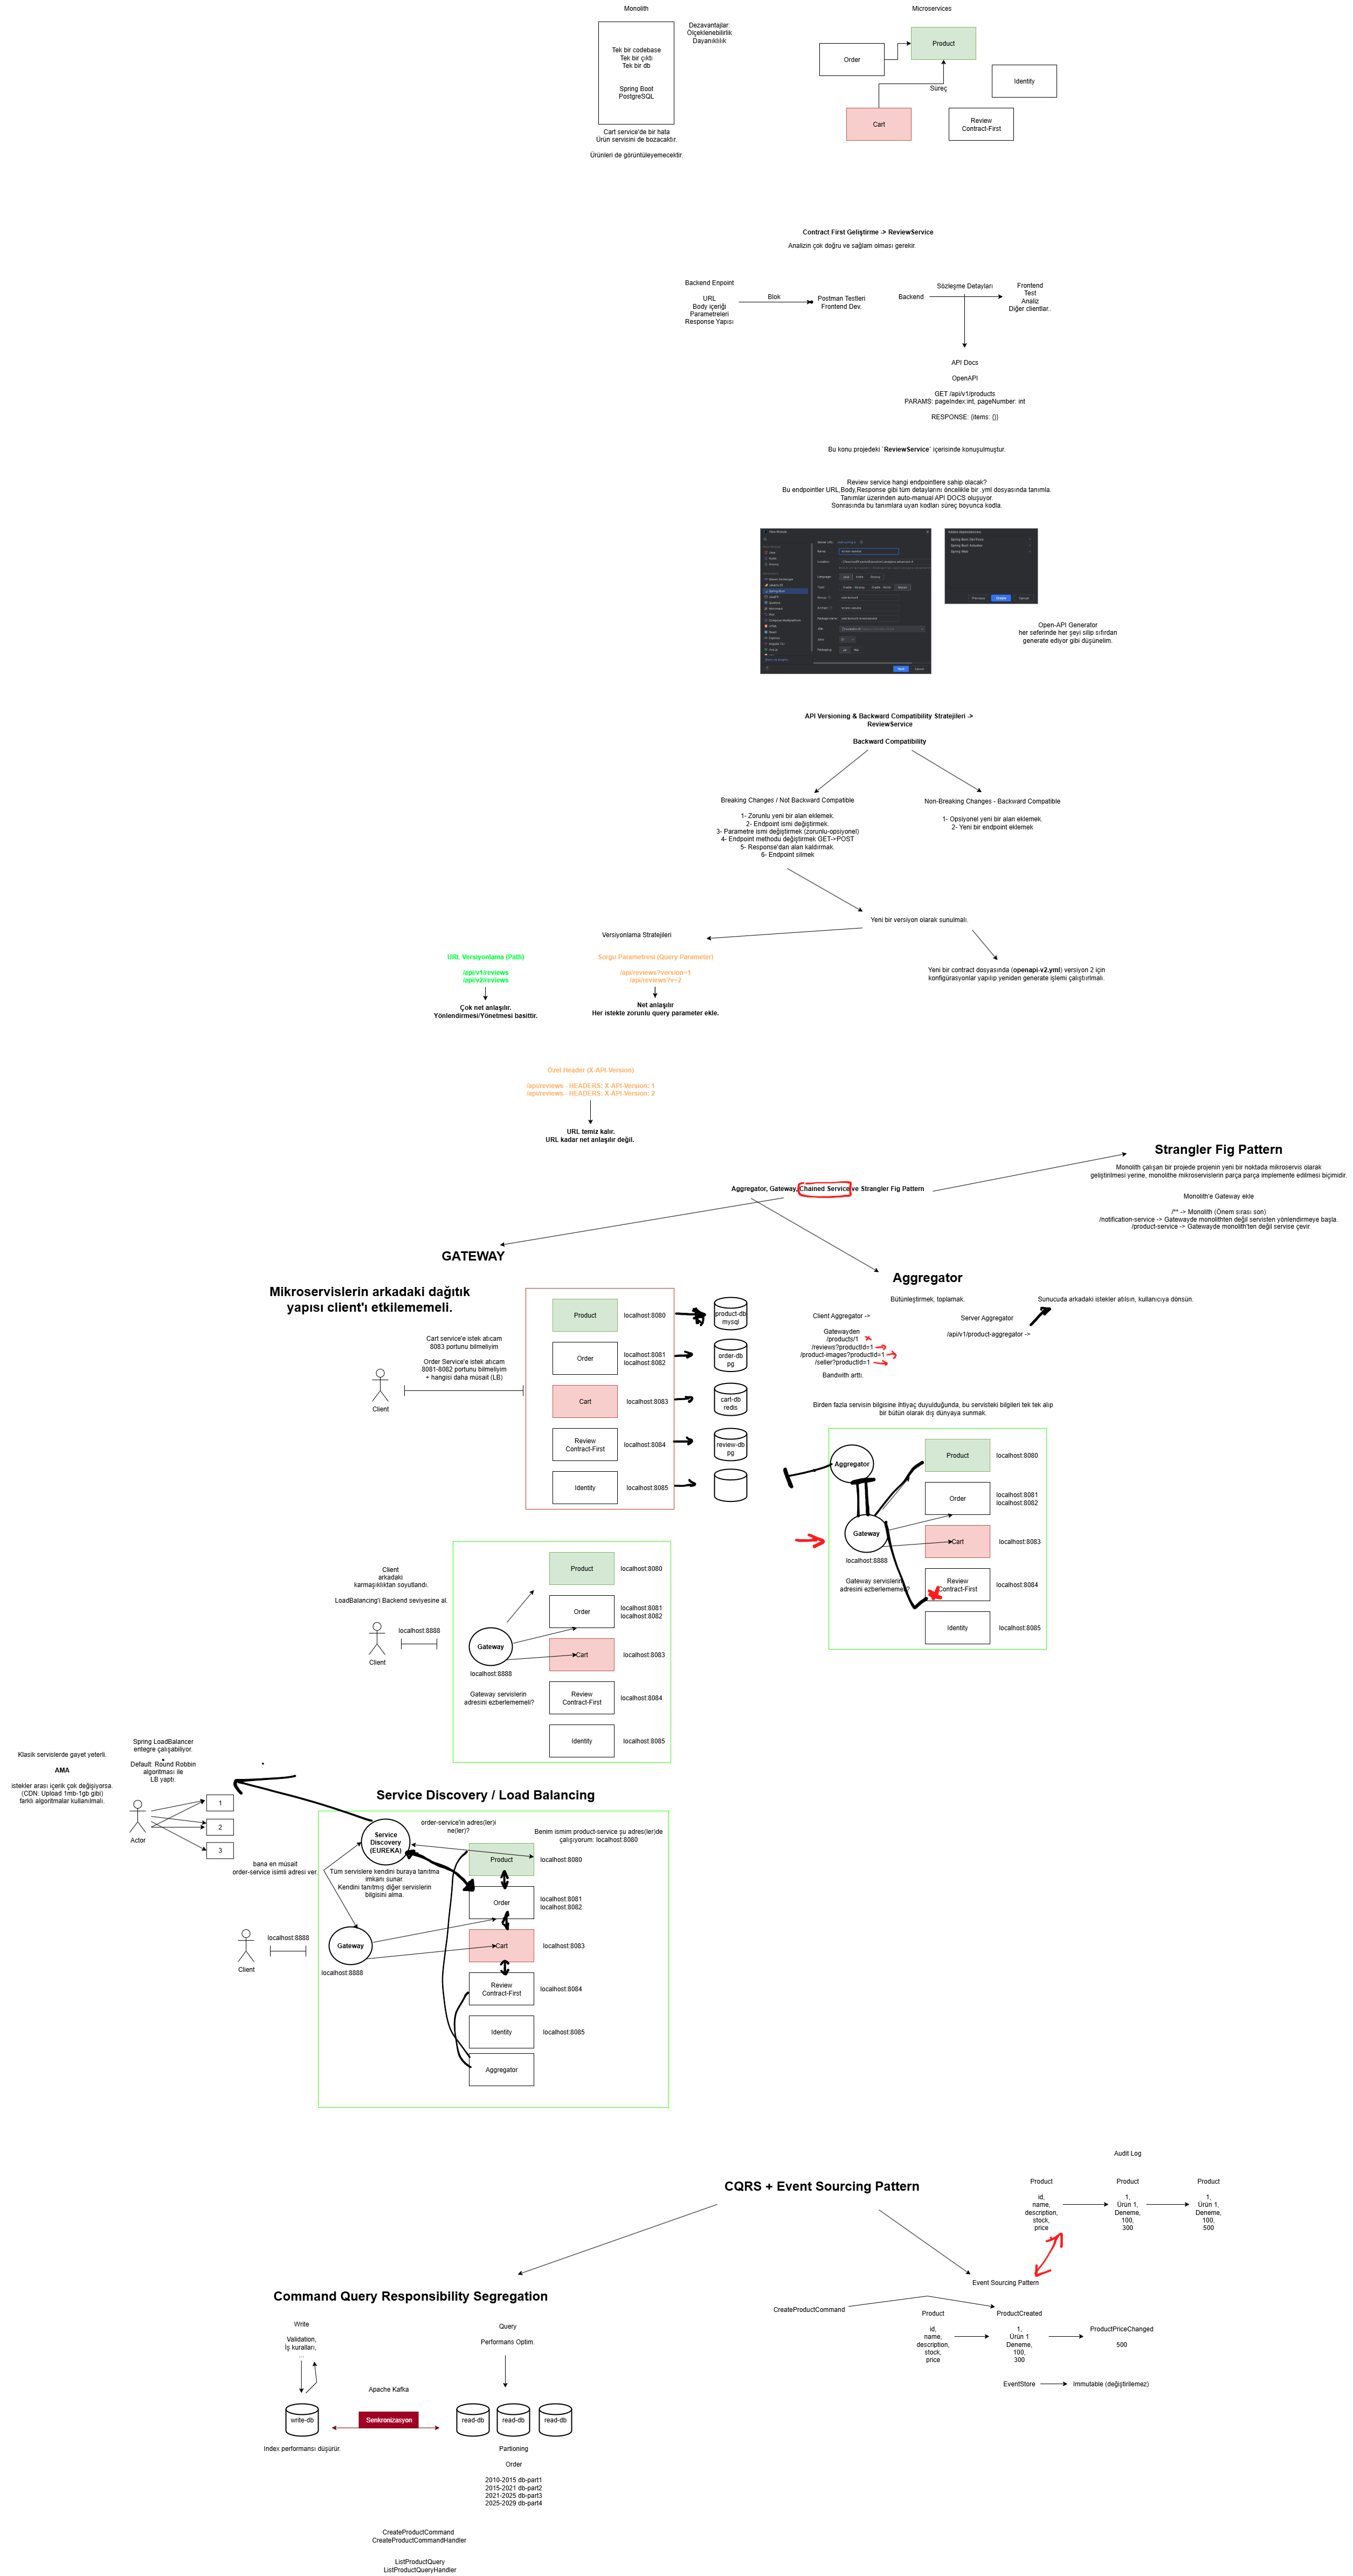 Monolith
Tek bir codebase
Tek bir çıktı
Tek bir db
Spring Boot
PostgreSQL
Dezavantajlar:
Ölçeklenebilirlik
Dayanıklılık
Cart service'de bir hata
Ürün servisini de bozacaktır.
Ürünleri de görüntüleyemecektir.
Microservices
Product
Order
Identity
Süreç
Cart
Review
Contract-First
Contract First Geliştirme -> ReviewService
Analizin çok doğru ve sağlam olması gerekir.
Backend Enpoint
URL
Body içeriği
Parametreleri
Response Yapısı
Blok
Postman Testleri
Frontend Dev.
Backend
Sözleşme Detayları
Frontend
Test
Analiz
Diğer clientlar..
API Docs
OpenAPI
GET /api/v1/products
PARAMS: pageIndex:int, pageNumber: int
RESPONSE: {items: {}}
Bu konu projedeki `ReviewService` içerisinde konuşulmuştur.
Review service hangi endpointlere sahip olacak?
Bu endpointler URL,Body,Response gibi tüm detaylarını öncelikle bir .yml dosyasında tanımla.
Tanımlar üzerinden auto-manual API DOCS oluşuyor.
Sonrasında bu tanımlara uyan kodları süreç boyunca kodla.
Open-API Generator
her seferinde her şeyi silip sıfırdan
generate ediyor gibi düşünelim.
API Versioning & Backward Compatibility Stratejileri ->
ReviewService
Backward Compatibility
Breaking Changes / Not Backward Compatible
1- Zorunlu yeni bir alan eklemek.
2- Endpoint ismi değiştirmek.
3- Parametre ismi değiştirmek (zorunlu-opsiyonel)
4- Endpoint methodu değiştirmek GET->POST
5- Response'dan alan kaldırmak.
6- Endpoint silmek
Non-Breaking Changes - Backward Compatible
1- Opsiyonel yeni bir alan eklemek.
2- Yeni bir endpoint eklemek
Yeni bir versiyon olarak sunulmalı.
Versiyonlama Stratejileri
URL Versiyonlama (Path)
/api/v1/reviews
/api/v2/reviews
Çok net anlaşılır.
Yönlendirmesi/Yönetmesi basittir.
Sorgu Parametresi (Query Parameter)
/api/reviews?version=1
/api/reviews?v=2
Net anlaşılır
Her istekte zorunlu query parameter ekle.
Yeni bir contract dosyasında (openapi-v2.yml) versiyon 2 için
konfigürasyonlar yapılıp yeniden generate işlemi çalıştırılmalı.
Özel Header (X-API-Version)
/api/reviews - HEADERS: X-API-Version: 1
/api/reviews - HEADERS: X-API-Version: 2
URL temiz kalır.
URL kadar net anlaşılır değil.
Aggregator, Gateway, Chained Service ve Strangler Fig Pattern
Strangler Fig Pattern
Monolith çalışan bir projede projenin yeni bir noktada mikroservis olarak
geliştirilmesi yerine, monolithe mikroservislerin parça parça implemente edilmesi biçimidir.
Monolith'e Gateway ekle
/** -> Monolith (Önem sırası son)
/notification-service -> Gatewayde monolithten değil servisten yönlendirmeye başla.
/product-service -> Gatewayde monolith'ten değil servise çevir.
GATEWAY
Mikroservislerin arkadaki dağıtık
yapısı client'ı etkilememeli.
Cart service'e istek atıcam
8083 portunu bilmeliyim
Order Service'e istek atıcam
8081-8082 portunu bilmeliyim
+ hangisi daha müsait (LB)
Client
Product
localhost:8080
product-db
mysql
Order
localhost:8081
localhost:8082
order-db
pg
Cart
localhost:8083
cart-db
redis
Review
Contract-First
localhost:8084
review-db
pg
Identity
localhost:8085
Aggregator
Bütünleştirmek, toplamak.
Client Aggregator ->
Gatewayden
/products/1
/reviews?productId=1
/product-images?productId=1
/seller?productId=1
Bandwith arttı.
Server Aggregator
/api/v1/product-aggregator ->
Sunucuda arkadaki istekler atılsın, kullanıcıya dönsün.
Birden fazla servisin bilgisine ihtiyaç duyulduğunda, bu servisteki bilgileri tek tek alıp
bir bütün olarak dış dünyaya sunmak.
Aggregator
Gateway
localhost:8888
Gateway servislerin
adresini ezberlememeli?
Product
localhost:8080
Order
localhost:8081
localhost:8082
Cart
localhost:8083
Review
Contract-First
localhost:8084
Identity
localhost:8085
Client
arkadaki
karmaşıklıktan soyutlandı.
LoadBalancing'i Backend seviyesine al.
Client
localhost:8888
Gateway
localhost:8888
Gateway servislerin
adresini ezberlememeli?
Product
localhost:8080
Order
localhost:8081
localhost:8082
Cart
localhost:8083
Review
Contract-First
localhost:8084
Identity
localhost:8085
Klasik servislerde gayet yeterli.
AMA
istekler arası içerik çok değişiyorsa.
(CDN: Upload 1mb-1gb gibi)
farklı algoritmalar kullanılmalı.
Spring LoadBalancer
entegre çalışabiliyor.
Default: Round Robbin
algoritması ile
LB yaptı.
Actor
1
2
3
Service Discovery / Load Balancing
Service
Discovery
(EUREKA)
order-service'in adres(ler)i
ne(ler)?
Benim ismim product-service şu adres(ler)de
çalışıyorum: localhost:8080
Tüm servislere kendini buraya tanıtma
imkanı sunar.
Kendini tanıtmış diğer servislerin
bilgisini alma.
bana en müsait
order-service isimli adresi ver.
Client
localhost:8888
Gateway
localhost:8888
Product
localhost:8080
Order
localhost:8081
localhost:8082
Cart
localhost:8083
Review
Contract-First
localhost:8084
Identity
localhost:8085
Aggregator
CQRS + Event Sourcing Pattern
Audit Log
Product
id,
name,
description,
stock,
price
Product
1,
Ürün 1,
Deneme,
100,
300
Product
1,
Ürün 1,
Deneme,
100,
500
Event Sourcing Pattern
CreateProductCommand
Product
id,
name,
description,
stock,
price
ProductCreated
1,
Ürün 1
Deneme,
100,
300
ProductPriceChanged
500
EventStore
Immutable (değiştirilemez)
Command Query Responsibility Segregation
Write
Validation,
İş kuralları,
...
Query
Performans Optim.
Apache Kafka
write-db
Senkronizasyon
read-db
read-db
read-db
Index performansı düşürür.
Partioning
Order
2010-2015 db-part1
2015-2021 db-part2
2021-2025 db-part3
2025-2029 db-part4
CreateProductCommand
CreateProductCommandHandler
ListProductQuery
ListProductQueryHandler